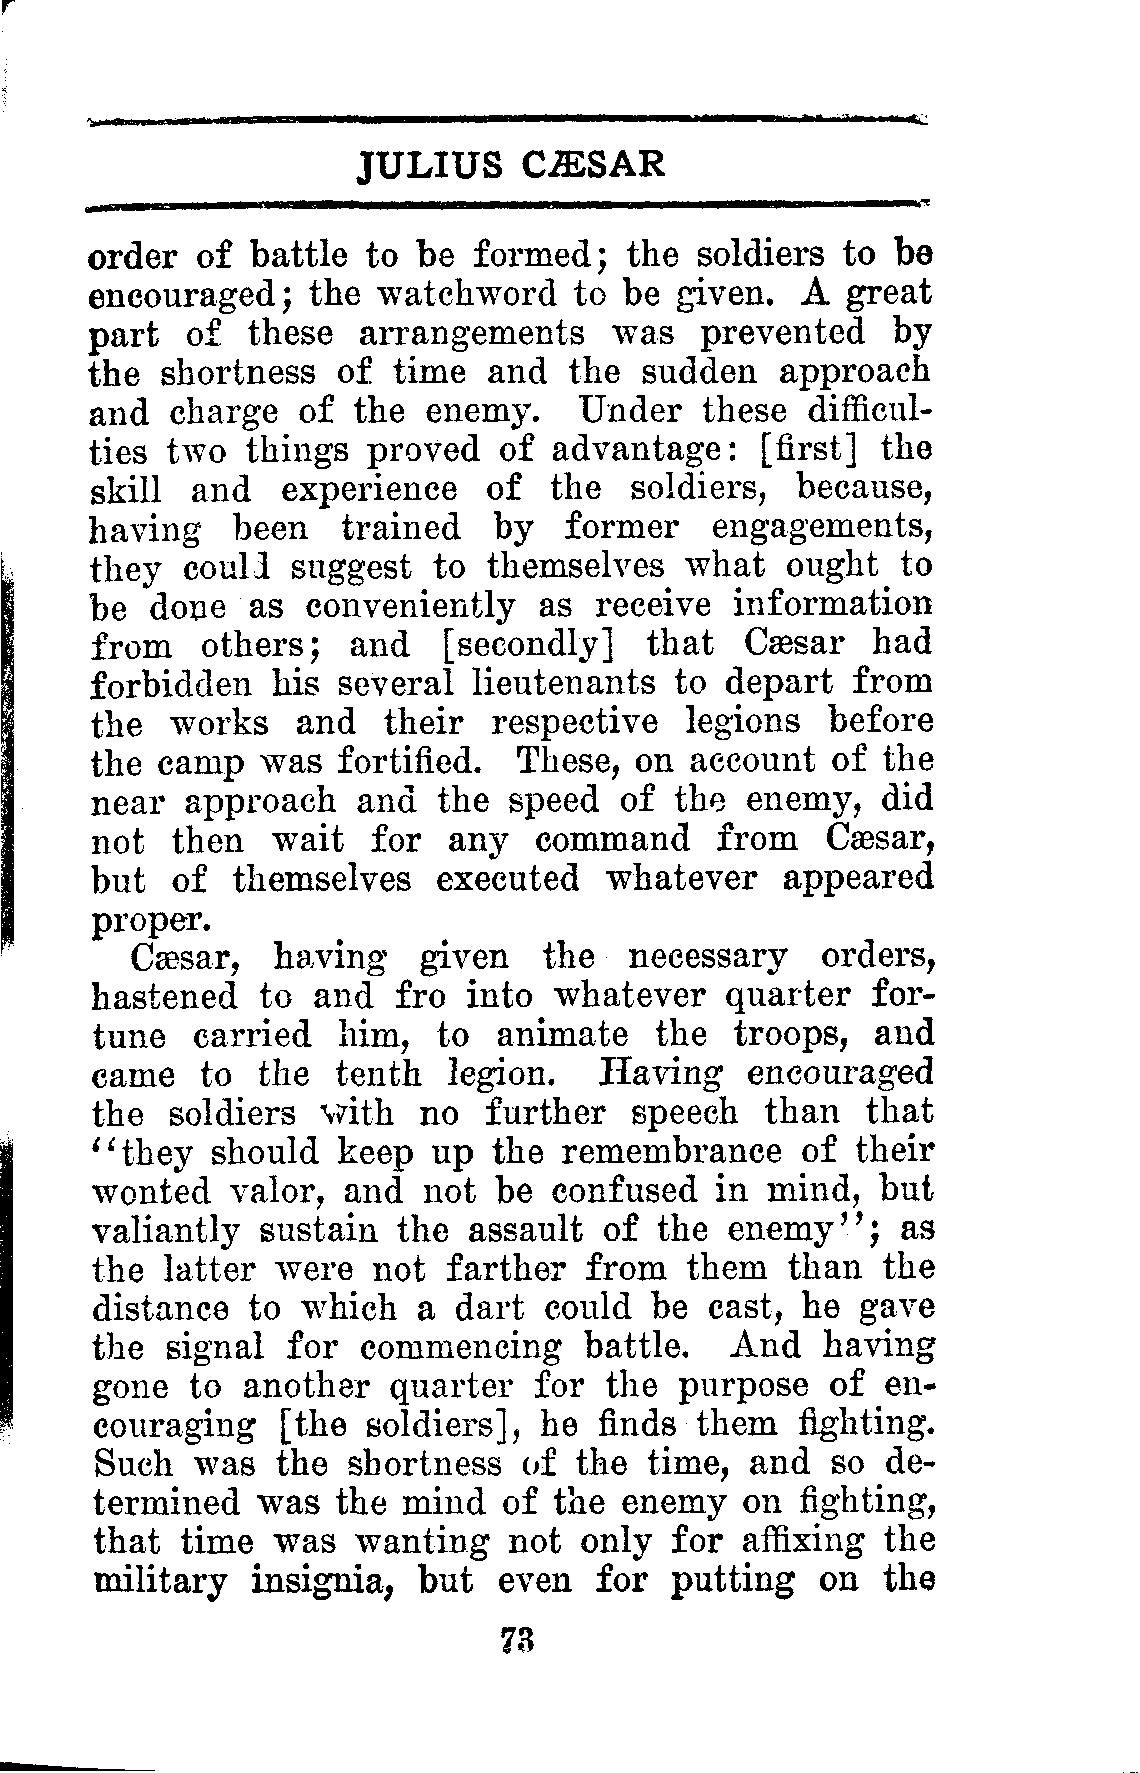 JULIUS CÆSAR
order of battle to be formed; the soldiers to be
encouraged; the watchword to be given. A great
part of these arrangements was prevented by
the shortness of time and the sudden approach
and charge of the enemy. Under these difficul-
ties two things proved of advantage: [first] the
skill and experience of the soldiers, because,
having been trained by former engagements,
they could suggest to themselves what ought to
be done as conveniently as receive information
from others; and [secondly] that Cæsar had
forbidden his several lieutenants to depart from
the works and their respective legions before
the camp was fortified. These, on account of the
near approach and the speed of the enemy, did
not then wait for any command from Cæsar,
but of themselves executed whatever appeared
proper.
Cæsar, having given the necessary orders,
hastened to and fro into whatever quarter for-
tune carried him, to animate the troops, and
came to the tenth legion. Having encouraged
the soldiers with no further speech than that
"they should keep up the remembrance of their
wonted valor, and not be confused in mind, but
valiantly sustain the assault of the enemy"; as
the latter were not farther from them than the
distance to which a dart could be cast, he gave
the signal for commencing battle. And having
gone to another quarter for the purpose of en-
couraging [the soldiers], he finds them fighting.
Such was the shortness of the time, and so de-
termined was the mind of the enemy on fighting,
that time was wanting not only for affixing the
military insignia, but even for putting on the
73